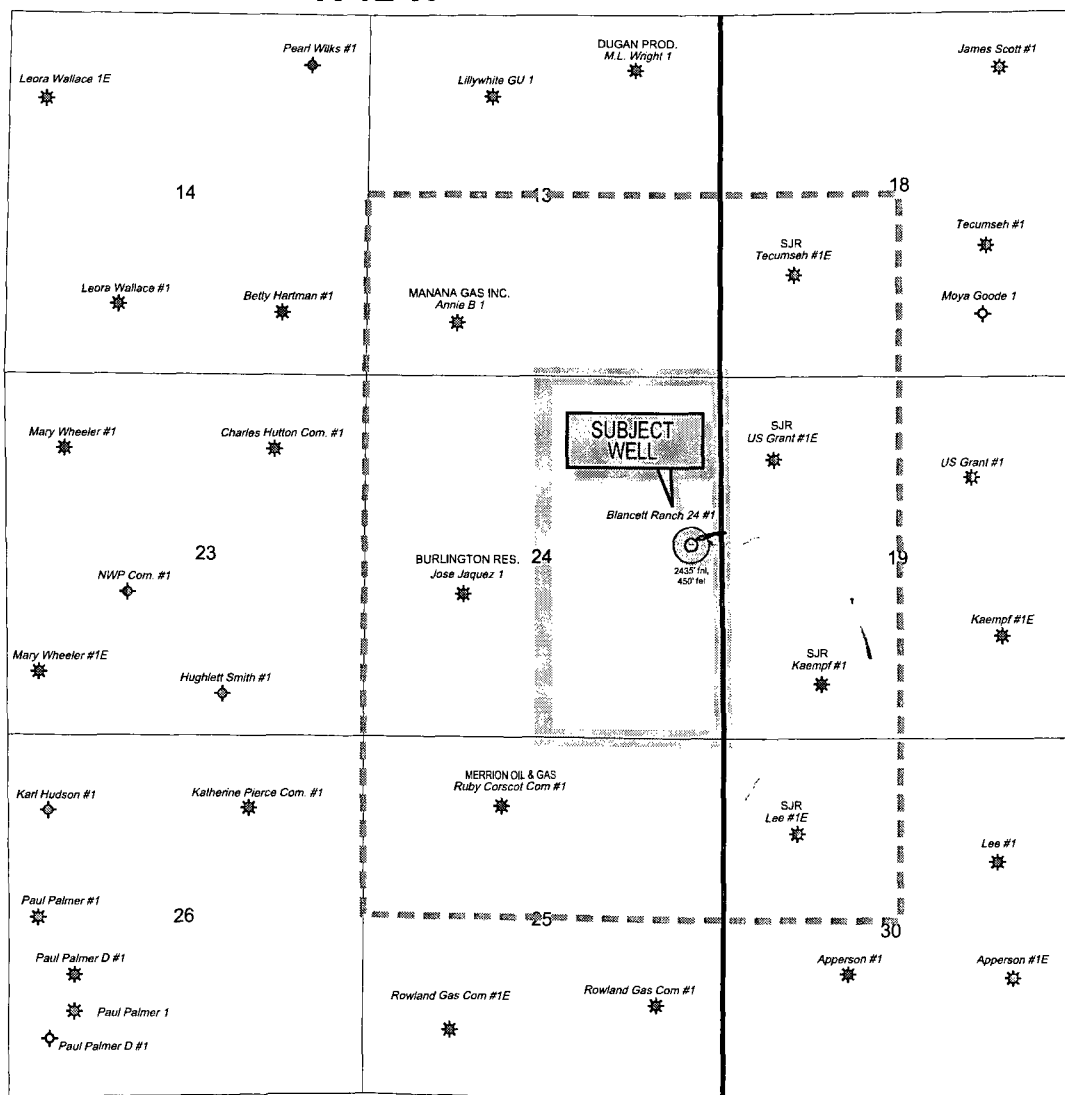 Pearl Wilks #1
DUGAN PROD.
M.L. Wright 1
James Scott #1
Leora Wallace 1E
Lillywhite GU 1
14
13
18
Tecumseh #1
SJR
Tecumseh #1E
Leora Wallace #1
Betty Hartman #1
MANANA GAS INC.
Annie B 1
Moya Goode 1
Mary Wheeler #1
Charles Hutton Com. #1
SUBJECT
WELL
SJR
US Grant #1E
US Grant #1
Blancett Ranch 24 #1
23
BURLINGTON RES.
Jose Jaquez 1
24
2435' fnl,
450' fel
19
NWP Com. #1
Kaempf #1E
Mary Wheeler #1E
Hughlett Smith #1
SJR
Kaempf #1
MERRION OIL & GAS
Ruby Corscot Com #1
Karl Hudson #1
Katherine Pierce Com. #1
SJR
Lee #1E
Lee #1
Paul Palmer #1
26
25
30
Paul Palmer D #1
Apperson #1
Apperson #1E
Rowland Gas Com #1E
Rowland Gas Com #1
Paul Palmer 1
Paul Palmer D #1